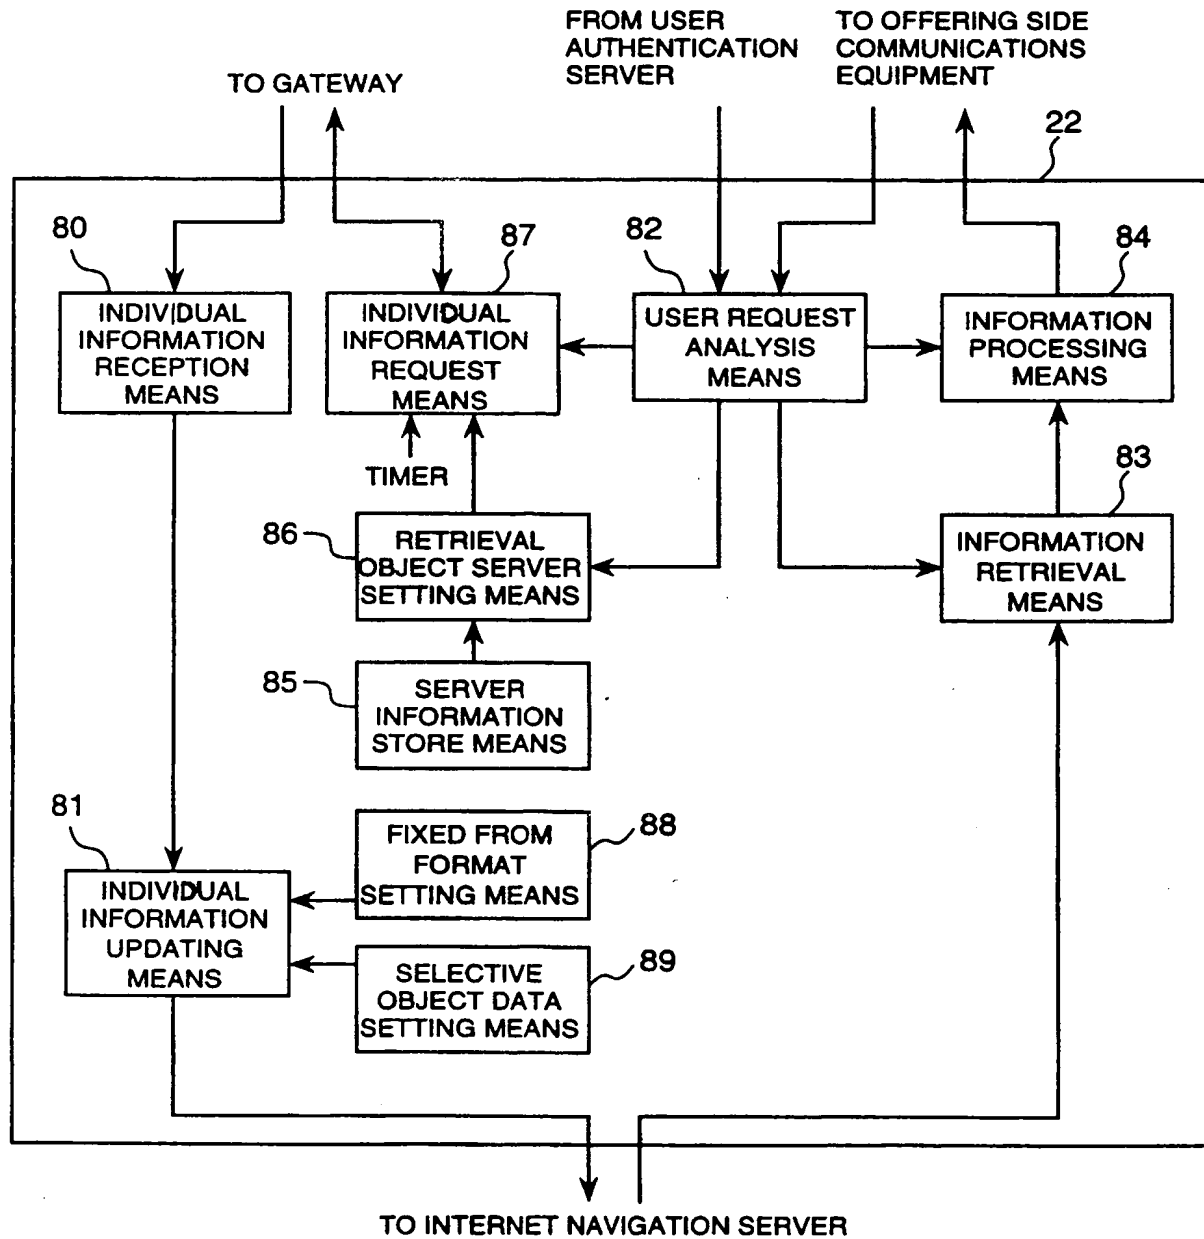 FROM USER
AUTHENTICATION
SERVER
TO OFFERING SIDE
COMMUNICATIONS
EQUIPMENT
TO GATEWAY
22
80
INDIVIDUAL
INFORMATION
RECEPTION
MEANS
87
INDIVIDUAL
INFORMATION
REQUEST
MEANS
TIMER
82
USER REQUEST
ANALYSIS
MEANS
84
INFORMATION
PROCESSING
MEANS
86
RETRIEVAL
OBJECT SERVER
SETTING MEANS
83
INFORMATION
RETRIEVAL
MEANS
85
SERVER
INFORMATION
STORE MEANS
81
INDIVIDUAL
INFORMATION
UPDATING
MEANS
88
FIXED FROM
FORMAT
SETTING MEANS
89
SELECTIVE
OBJECT DATA
SETTING MEANS
TO INTERNET NAVIGATION SERVER